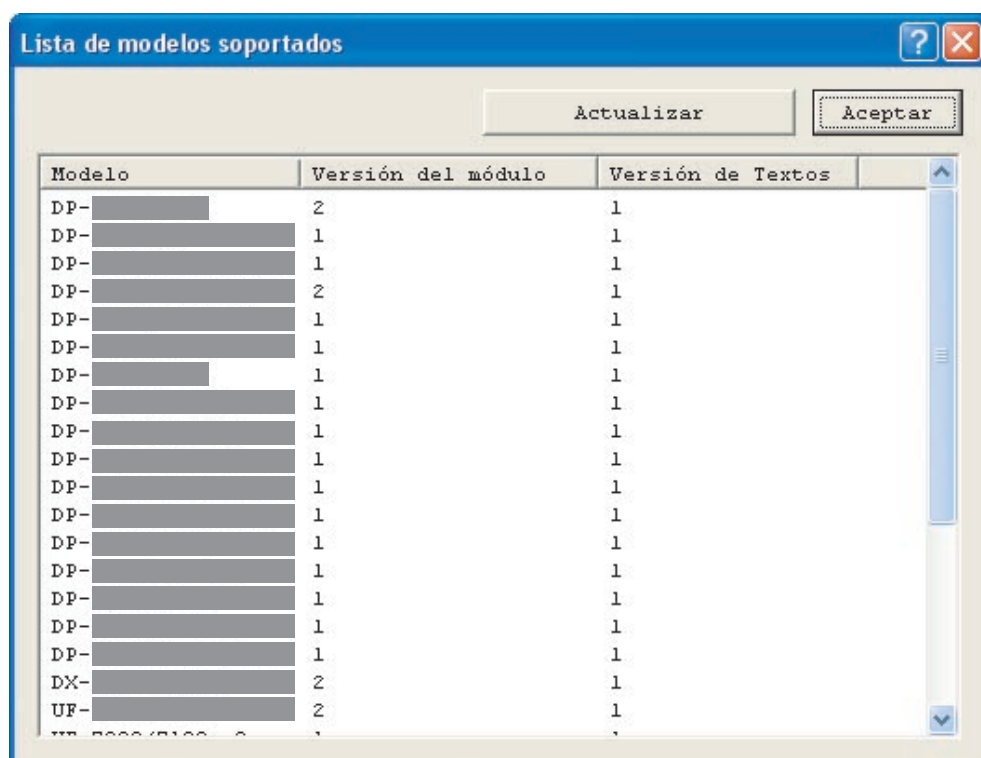 Lista de modelos soportados
Actualizar Aceptar
Modelo Versión del módulo Versión de Textos
DP- 2 1
DP- 1 1
DP- 1 1
DP- 2 1
DP- 1 1
DP- 1 1
DP- 1 1
DP- 1 1
DP- 1 1
DP- 1 1
DP- 1 1
DP- 1 1
DP- 1 1
DP- 1 1
DP- 1 1
DP- 1 1
DP- 1 1
DX- 2 1
UF- 2 1